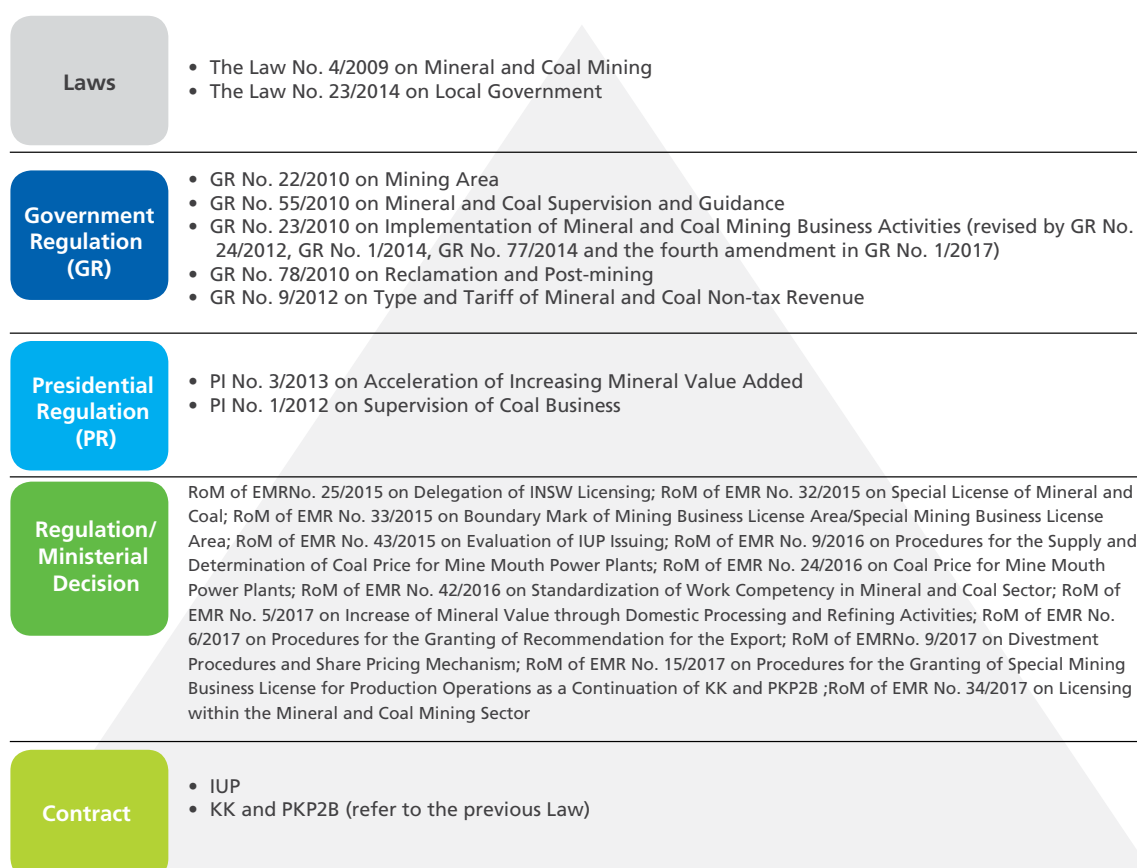 Laws
• The Law No. 4/2009 on Mineral and Coal Mining
• The Law No. 23/2014 on Local Government
Government
Regulation
(GR)
• GR No. 22/2010 on Mining Area
• GR No. 55/2010 on Mineral and Coal Supervision and Guidance
• GR No. 23/2010 on Implementation of Mineral and Coal Mining Business Activities (revised by GR No.
24/2012, GR No. 1/2014, GR No. 77/2014 and the fourth amendment in GR No. 1/2017)
• GR No. 78/2010 on Reclamation and Post-mining
• GR No. 9/2012 on Type and Tariff of Mineral and Coal Non-tax Revenue
Presidential
Regulation
(PR)
• PI No. 3/2013 on Acceleration of Increasing Mineral Value Added
• PI No. 1/2012 on Supervision of Coal Business
Regulation/
Ministerial
Decision
RoM of EMRNo. 25/2015 on Delegation of INSW Licensing; RoM of EMR No. 32/2015 on Special License of Mineral and
Coal; RoM of EMR No. 33/2015 on Boundary Mark of Mining Business License Area/Special Mining Business License
Area; RoM of EMR No. 43/2015 on Evaluation of IUP Issuing; RoM of EMR No. 9/2016 on Procedures for the Supply and
Determination of Coal Price for Mine Mouth Power Plants; RoM of EMR No. 24/2016 on Coal Price for Mine Mouth
Power Plants; RoM of EMR No. 42/2016 on Standardization of Work Competency in Mineral and Coal Sector; RoM of
EMR No. 5/2017 on Increase of Mineral Value through Domestic Processing and Refining Activities; RoM of EMR No.
6/2017 on Procedures for the Granting of Recommendation for the Export; RoM of EMRNo. 9/2017 on Divestment
Procedures and Share Pricing Mechanism; RoM of EMR No. 15/2017 on Procedures for the Granting of Special Mining
Business License for Production Operations as a Continuation of KK and PKP2B ;RoM of EMR No. 34/2017 on Licensing
within the Mineral and Coal Mining Sector
Contract
• IUP
• KK and PKP2B (refer to the previous Law)